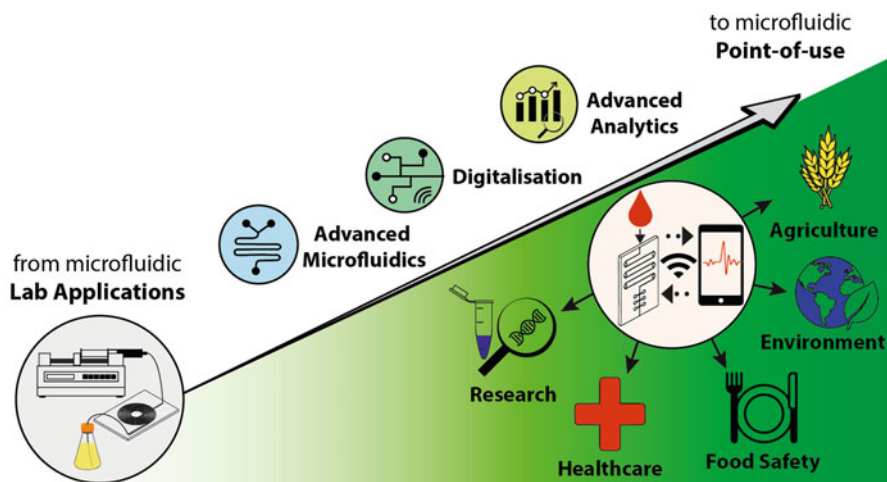 from microfluidic
Lab Applications
Advanced
Microfluidics
Digitalisation
Advanced
Analytics
to microfluidic
Point-of-use
Agriculture
Environment
Food Safety
Healthcare
Research